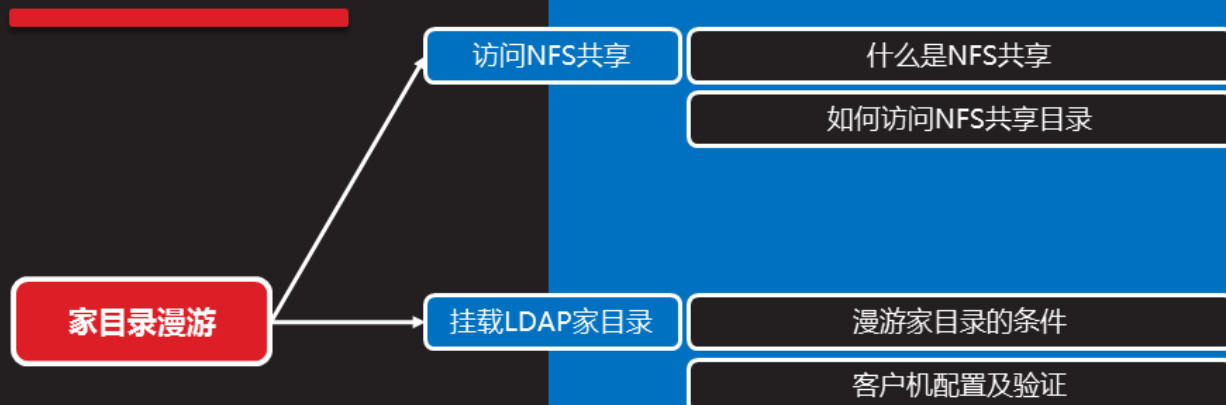 访问NFS共享
什么是NFS共享
如何访问NFS共享目录
家目录漫游
挂载LDAP家目录
漫游家目录的条件
客户机配置及验证